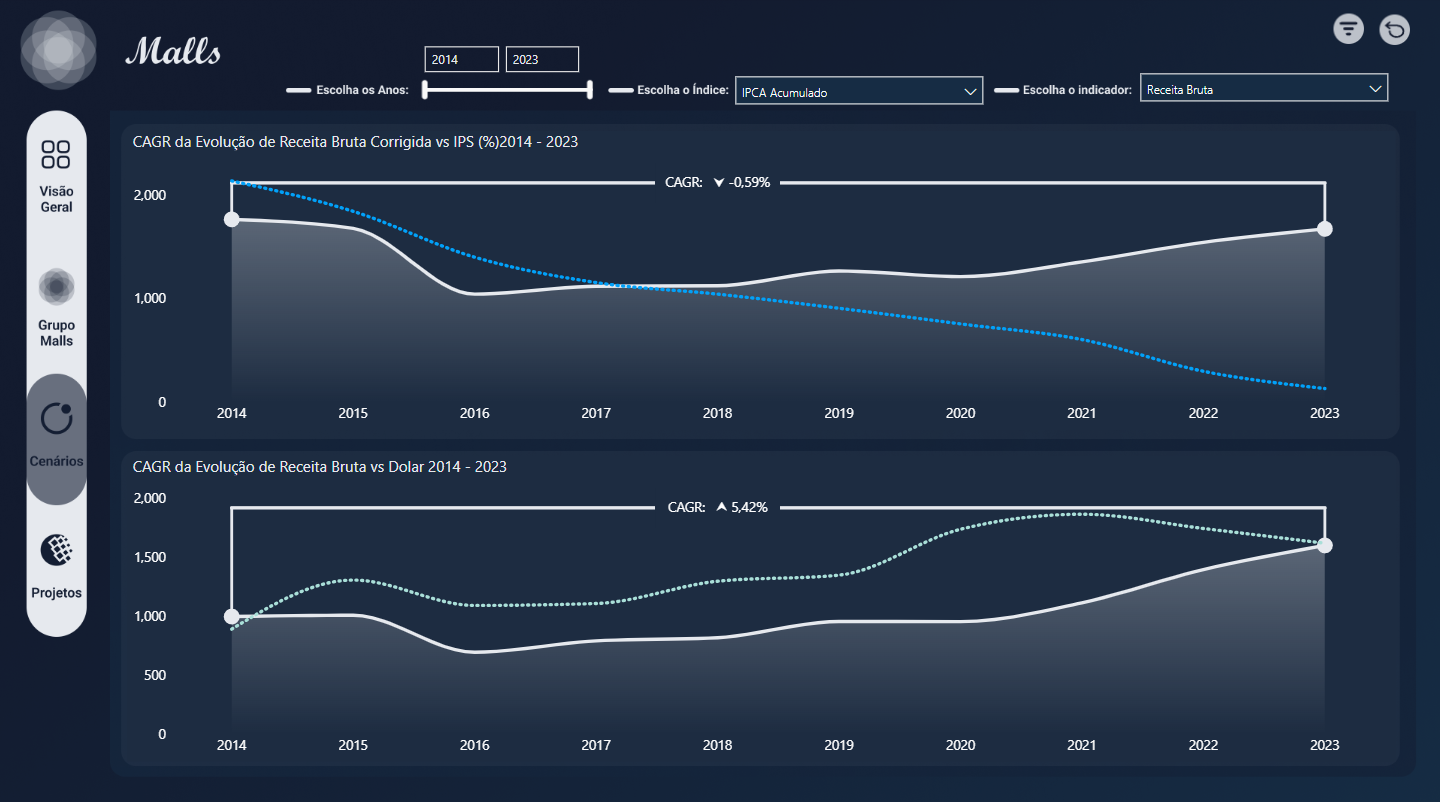 Malls
2014 2023
Escolha os Anos:
Escolha o Índice:
IPCA Acumulado
Escolha o indicador:
Receita Bruta
Visão
Geral
Grupo
Malls
Cenários
Projetos
CAGR da Evolução de Receita Bruta Corrigida vs IPS (%)2014 - 2023
CAGR: -0,59%
2,000
1,000
0
2014 2015 2016 2017 2018 2019 2020 2021 2022 2023
CAGR da Evolução de Receita Bruta vs Dolar 2014 - 2023
CAGR: 5,42%
2,000
1,500
1,000
500
0
2014 2015 2016 2017 2018 2019 2020 2021 2022 2023